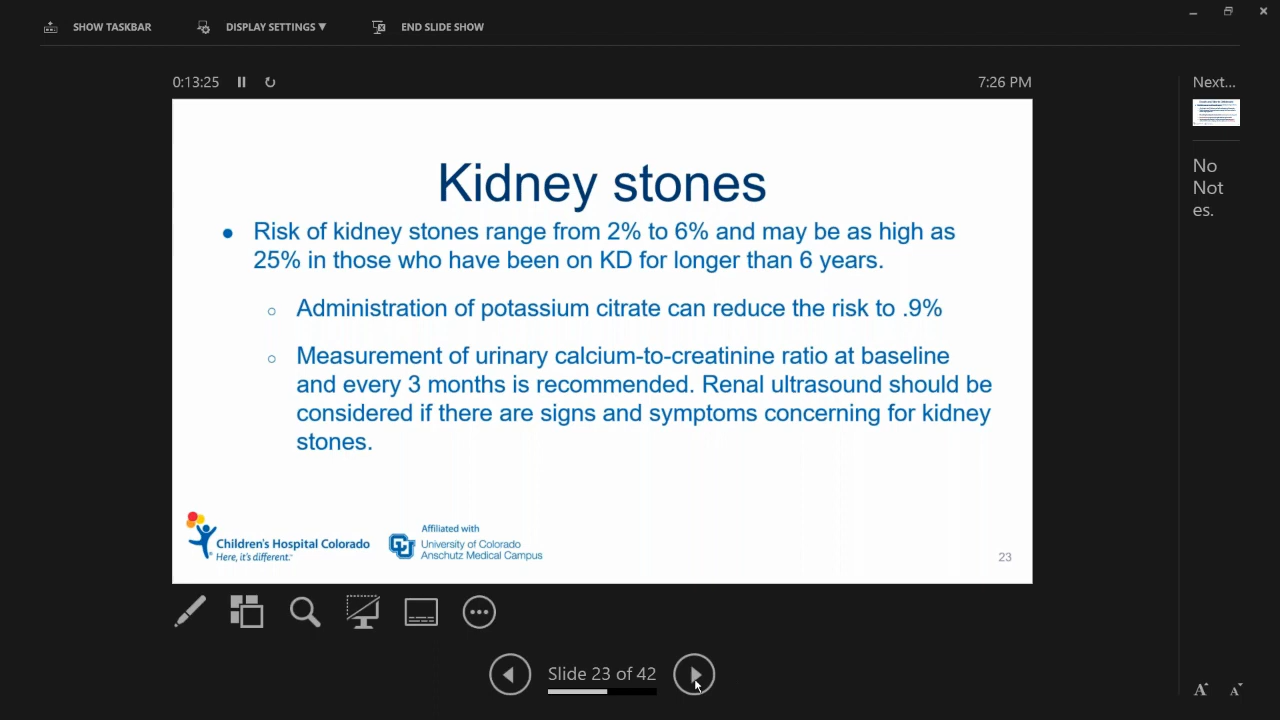 SHOW TASKBAR
DISPLAY SETTINGS ▼
END SLIDE SHOW
0:13:25
7:26 PM
Next...
Kidney stones
● Risk of kidney stones range from 2% to 6% and may be as high as
25% in those who have been on KD for longer than 6 years.
○ Administration of potassium citrate can reduce the risk to .9%
○ Measurement of urinary calcium-to-creatinine ratio at baseline
and every 3 months is recommended. Renal ultrasound should be
considered if there are signs and symptoms concerning for kidney
stones.
Children's Hospital Colorado
Here, it's different.
Affiliated with
University of Colorado
Anschutz Medical Campus
23
No
Not
es.
Slide 23 of 42
A A